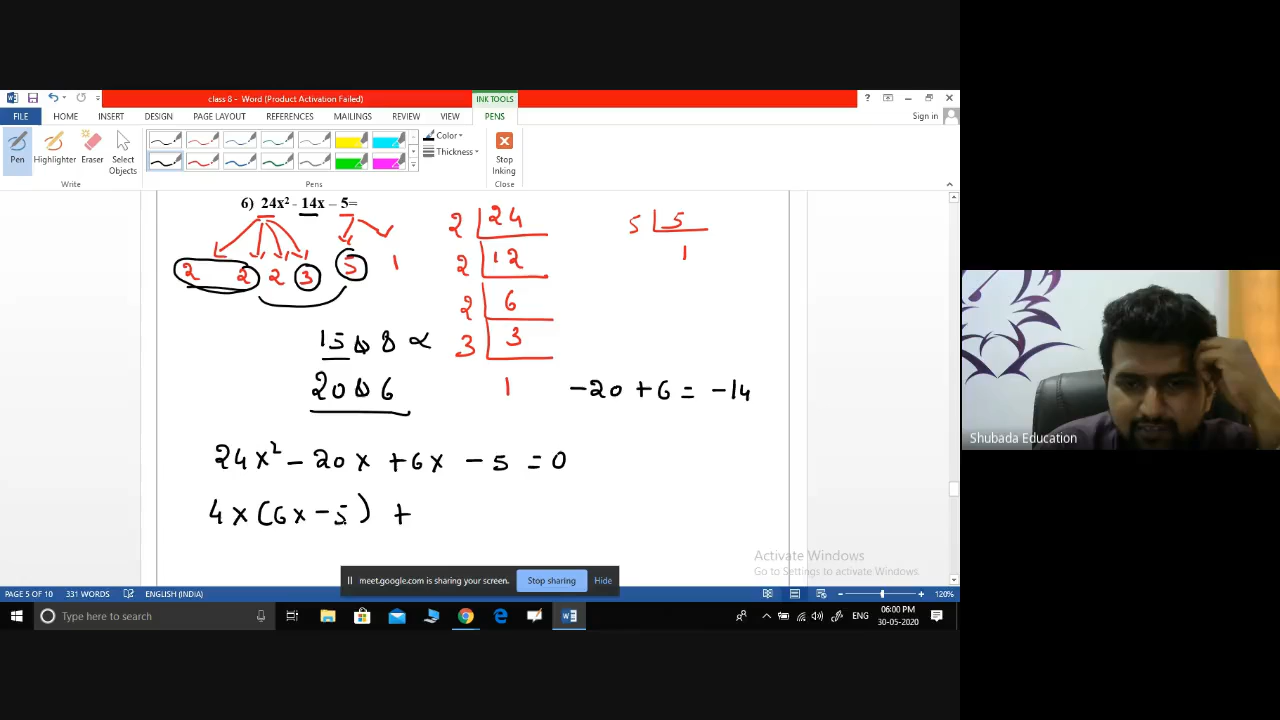 class 8 - Word (Product Activation Failed)
INK TOOLS
Sign in
FILE HOME INSERT DESIGN PAGE LAYOUT REFERENCES MAILINGS REVIEW VIEW PENS
Color
Thickness
Pen Highlighter Eraser Select Objects
Stop Inking
Write Pens Close
6) 24x² - 14x – 5=
2 2 2 3 5 1
2 24
2 12
2 6
3 3
1
5 5
1
15 & 8
20 & 6
-20 + 6 = -14
24x² - 20x + 6x - 5 = 0
4x (6x - 5) +
Shubada Education
Activate Windows
Go to Settings to activate Windows.
meet.google.com is sharing your screen. Stop sharing Hide
PAGE 5 OF 10 331 WORDS ENGLISH (INDIA) 120%
Type here to search
ENG
06:00 PM
30-05-2020